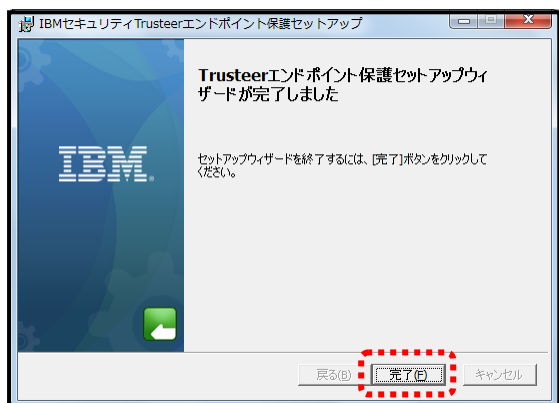 IBMセキュリティTrusteerエンドポイント保護セットアップ
Trusteerエンドポイント保護セットアップウィ
ザードが完了しました
IBM.
セットアップウィザードを終了するには、[完了]ボタンをクリックして
ください。
戻る(B)
完了(F)
キャンセル